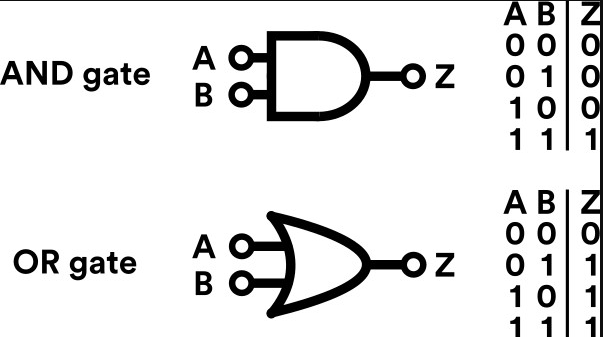 AND gate
A
B
Z
A B Z
0 0 0
0 1 0
1 0 0
1 1 1
OR gate
A
B
Z
A B Z
0 0 0
0 1 1
1 0 1
1 1 1